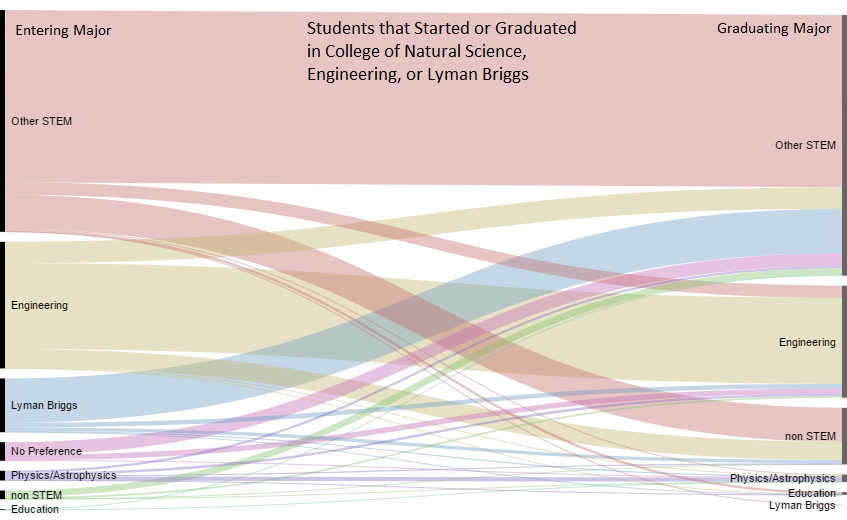 Entering Major
Students that Started or Graduated
in College of Natural Science,
Engineering, or Lyman Briggs
Graduating Major
Other STEM
Engineering
Lyman Briggs
No Preference
Physics/Astrophysics
non STEM
Education
Other STEM
Engineering
non STEM
Physics/Astrophysics
Education
Lyman Briggs